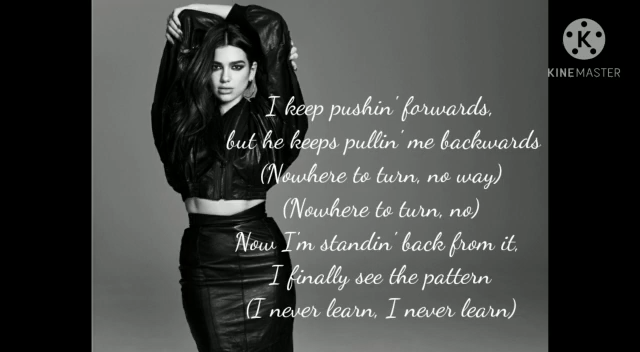 K
KINEMASTER
I keep pushin' forwards,
but he keeps pullin' me backwards
(Nowhere to turn, no way)
(Nowhere to turn, no)
Now I'm standin' back from it,
I finally see the pattern
(I never learn, I never learn)